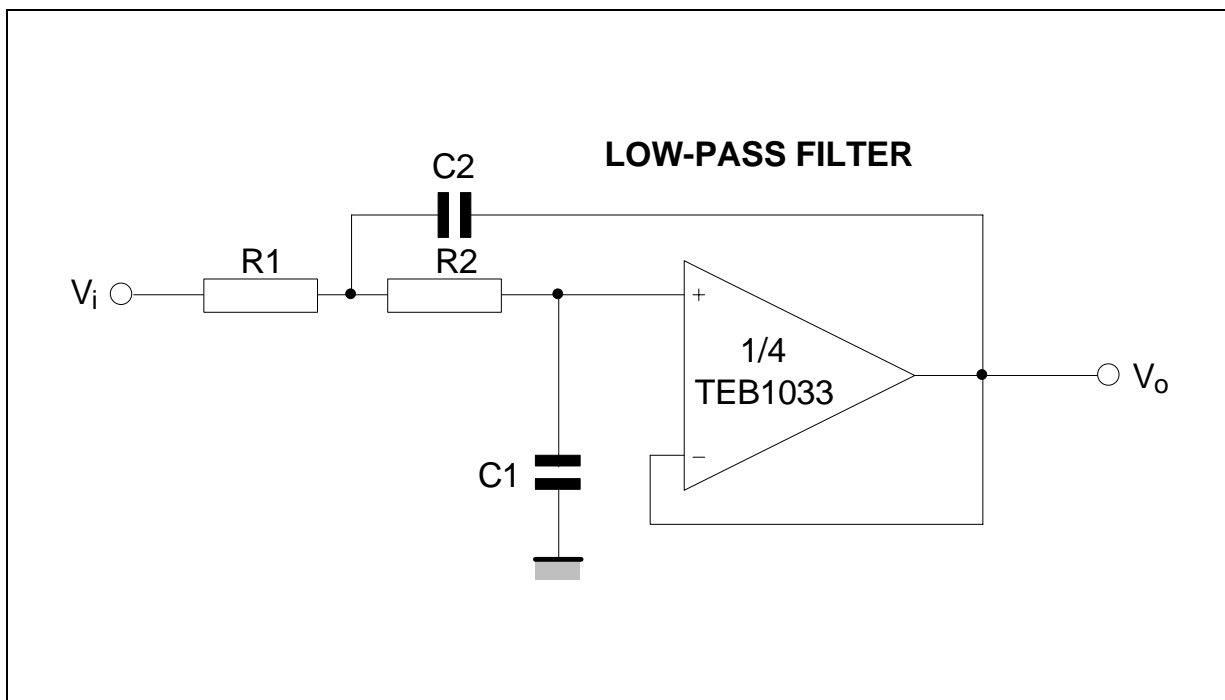 LOW-PASS FILTER
C2
R1
R2
Vi
+
1/4
TEB1033
Vo
−
C1